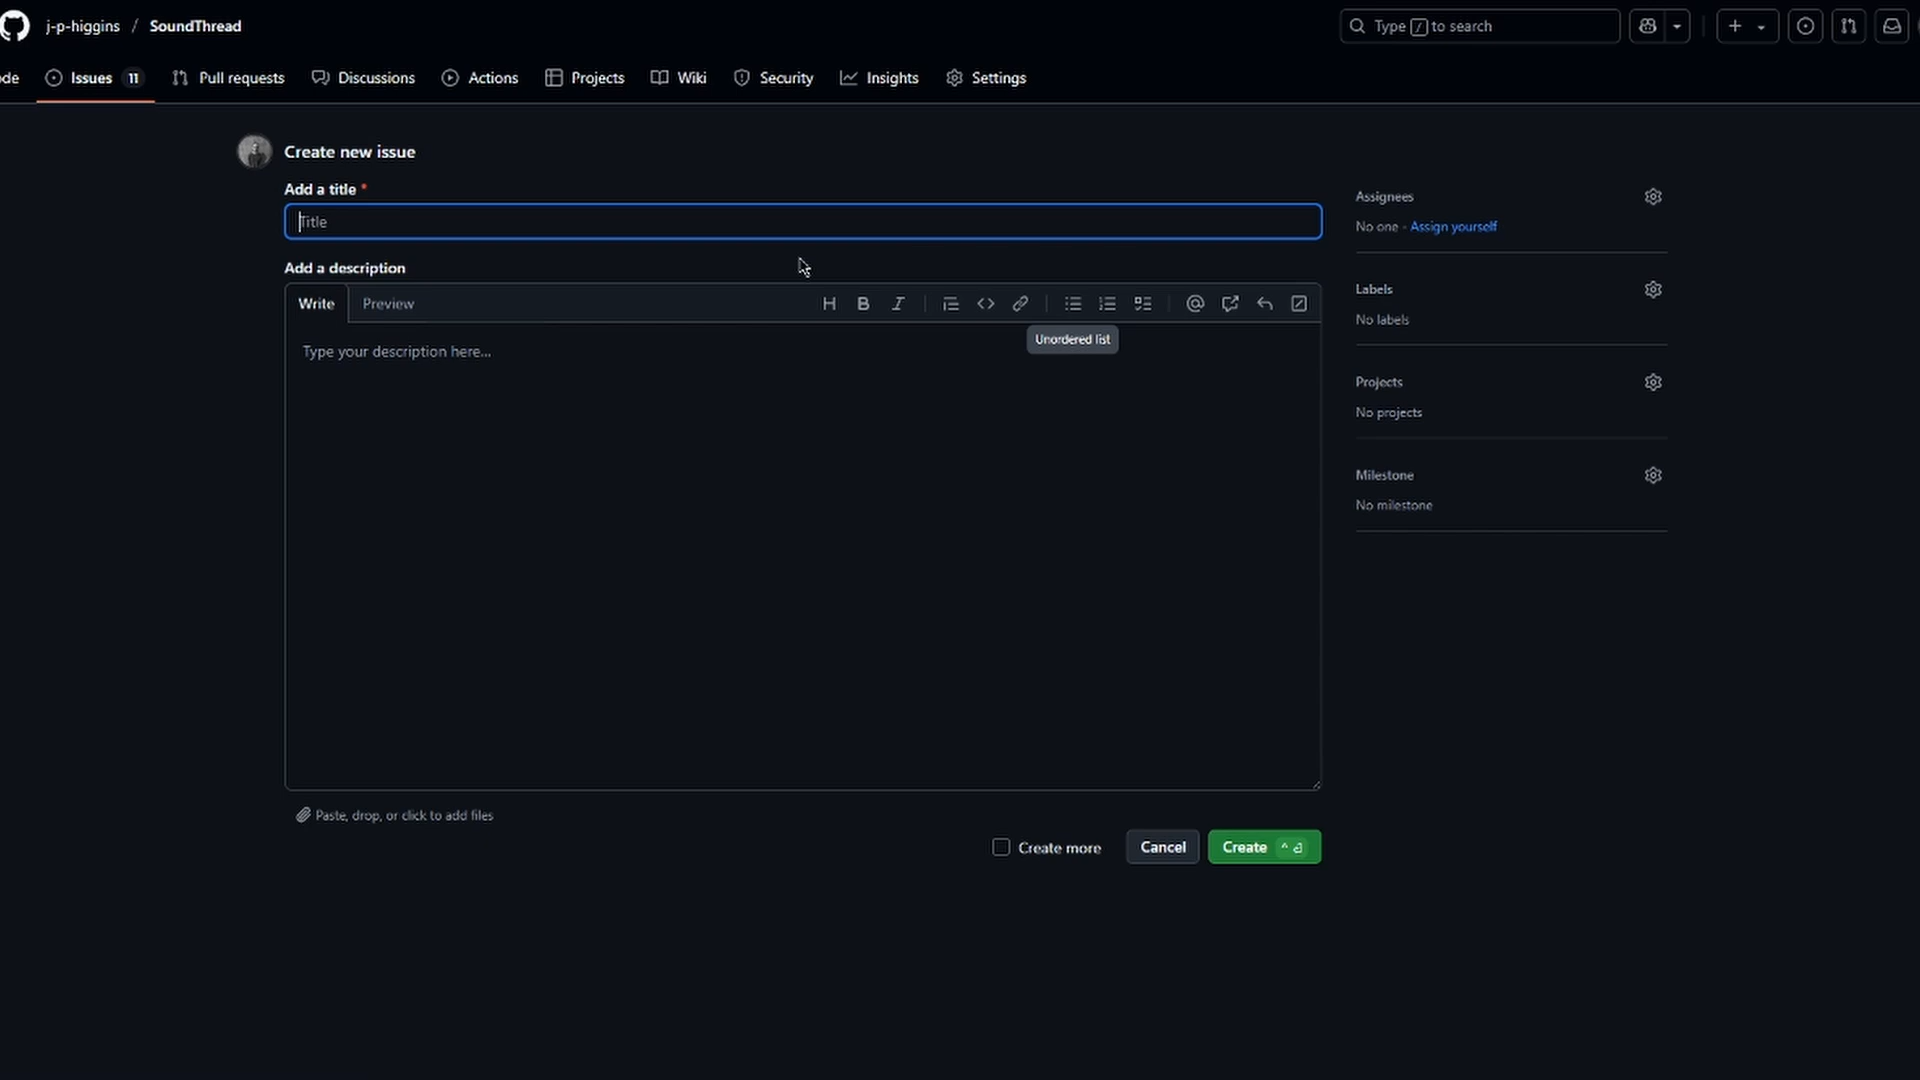 j-p-higgins / SoundThread
Type / to search
de
Issues 11
Pull requests
Discussions
Actions
Projects
Wiki
Security
Insights
Settings
Create new issue
Add a title *
Title
Add a description
Write
Preview
Unordered list
Type your description here...
Paste, drop, or click to add files
Create more
Cancel
Create
Assignees
No one - Assign yourself
Labels
No labels
Projects
No projects
Milestone
No milestone